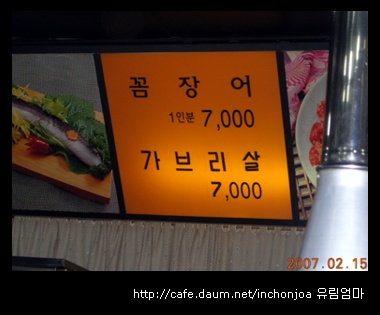 꼼장어
1인분 7,000
가브리살
7,000
2007.02.15
http://cafe.daum.net/inchonjoa 유림엄마